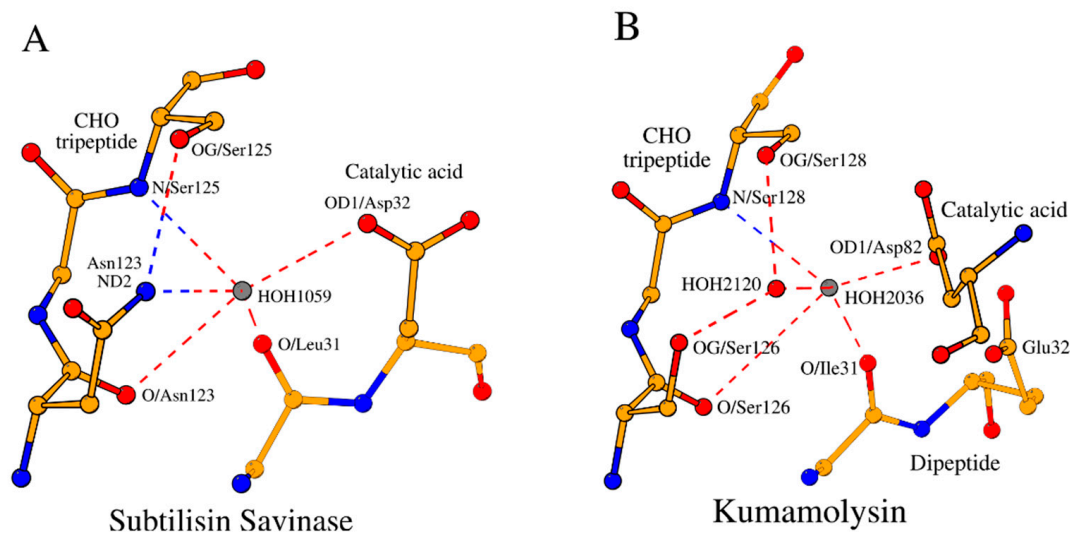 A
CHO
tripeptide
OG/Ser125
N/Ser125
Catalytic acid
OD1/Asp32
Asn123
ND2
HOH1059
O/Leu31
O/Asn123
Subtilisin Savinase
B
CHO
tripeptide
OG/Ser128
N/Ser128
Catalytic acid
OD1/Asp82
HOH2120
HOH2036
OG/Ser126
Glu32
O/Ile31
O/Ser126
Dipeptide
Kumamolysin